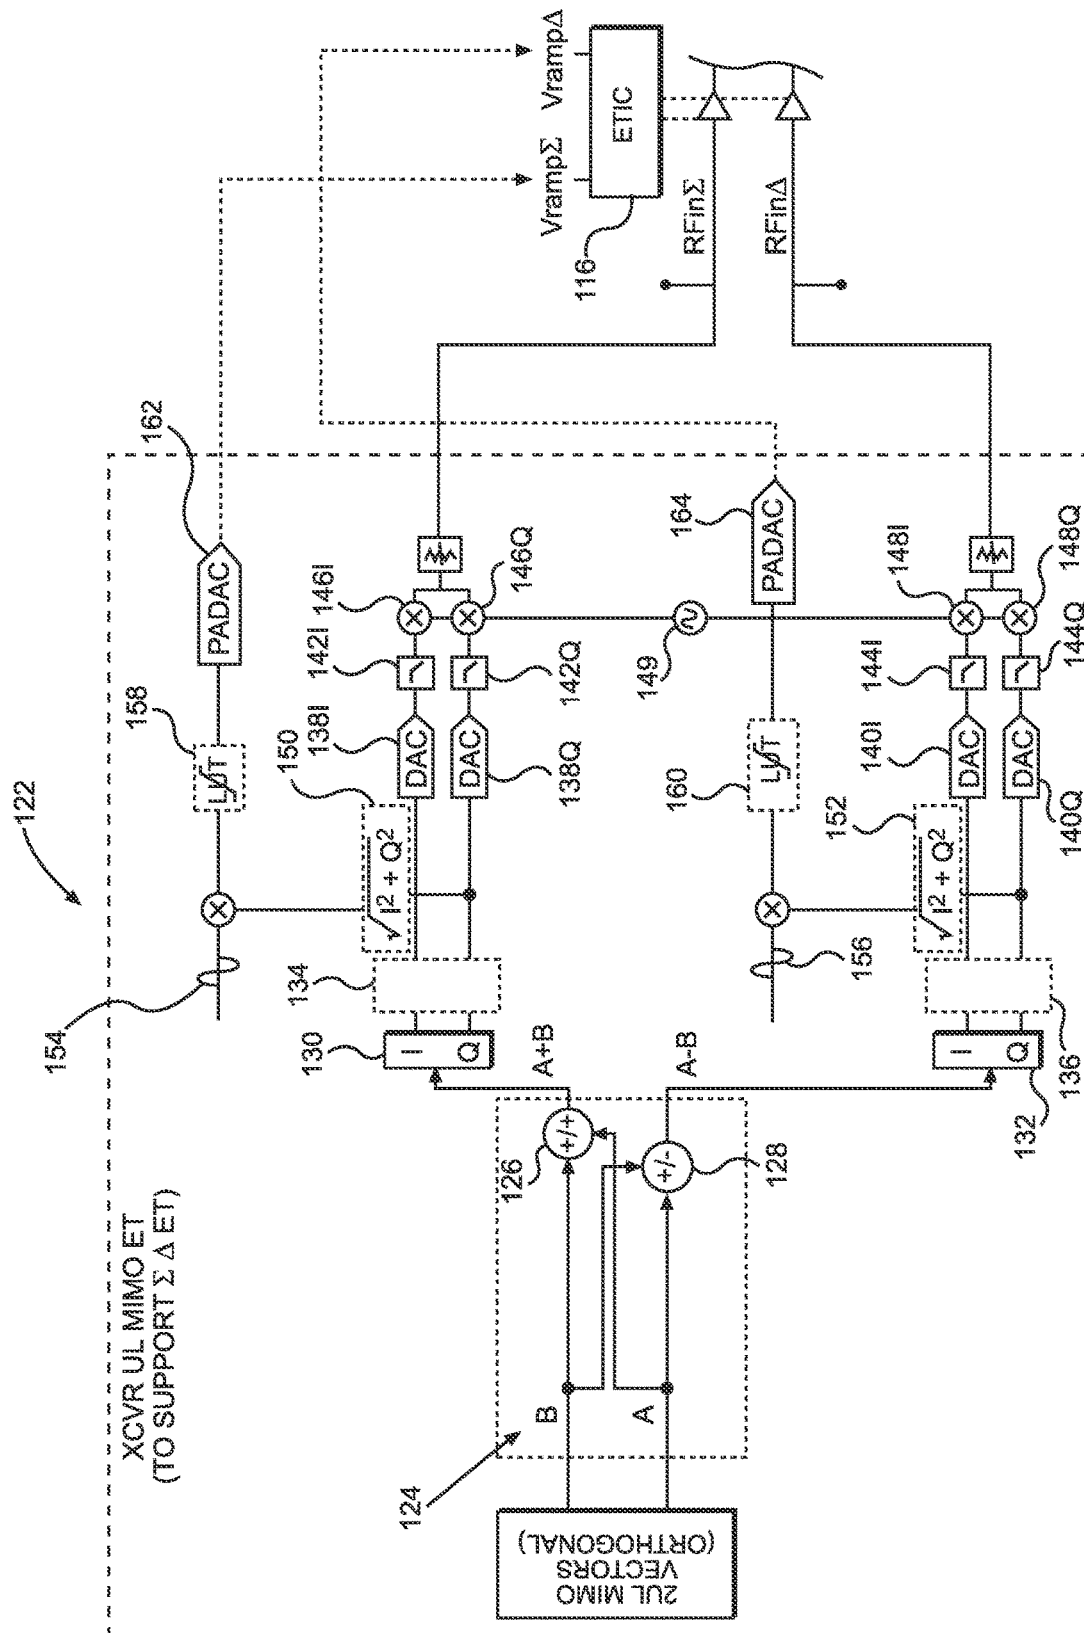 122
XCVR UL MIMO ET
(TO SUPPORT Σ Δ ET)
154
158
LUT
162
PADAC
VrampΣ
VrampΔ
ETIC
116
130
I
Q
134
150
√I² + Q²
138I
DAC
DAC
138Q
142I
142Q
146I
146Q
RFinΣ
RFinΔ
124
2UL MIMO
VECTORS
(ORTHOGONAL)
B
A
126
+/+
+/-
128
A+B
A-B
149
156
160
LUT
164
PADAC
132
I
Q
136
152
√I² + Q²
140I
DAC
DAC
140Q
144I
144Q
148I
148Q